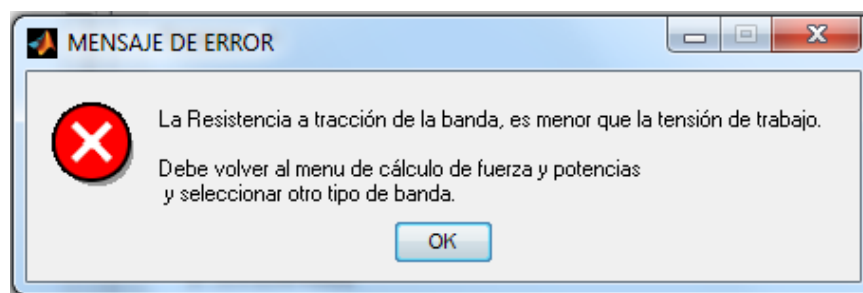 MENSAJE DE ERROR
La Resistencia a tracción de la banda, es menor que la tensión de trabajo.
Debe volver al menu de cálculo de fuerza y potencias
y seleccionar otro tipo de banda.
OK